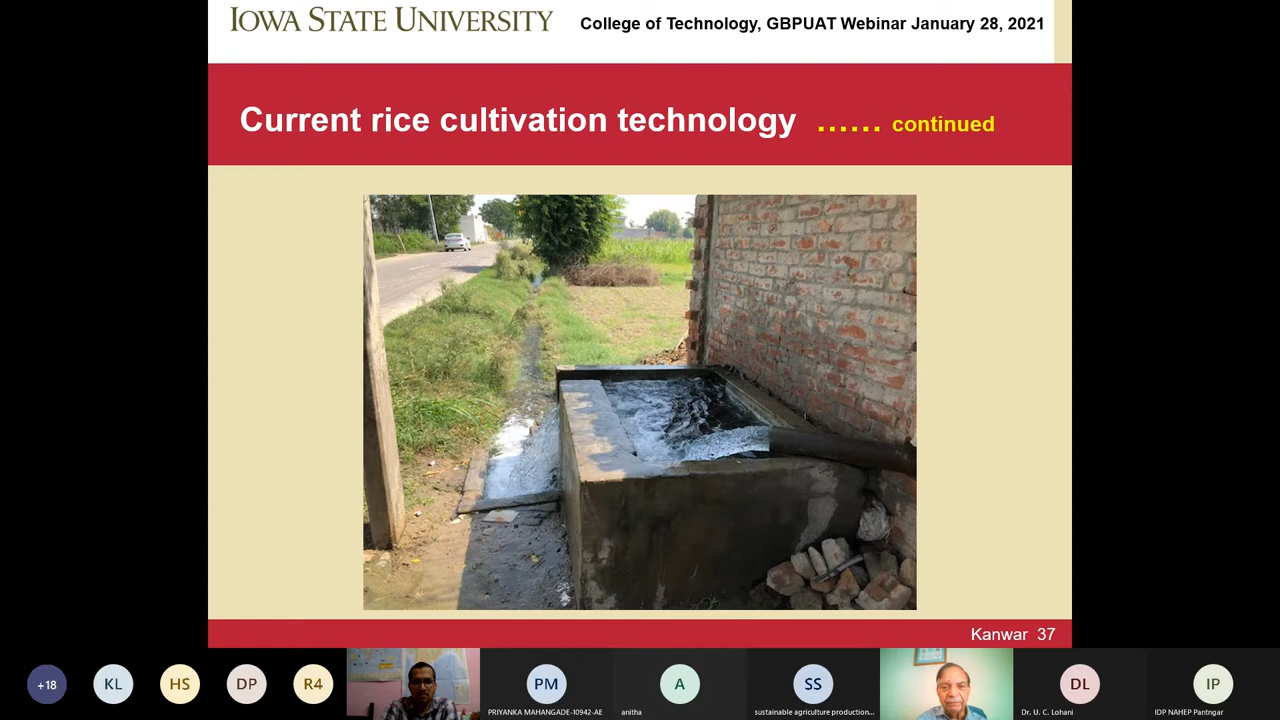 IOWA STATE UNIVERSITY
College of Technology, GBPUAT Webinar January 28, 2021
Current rice cultivation technology ...... continued
Kanwar 37
+18
KL
HS
DP
R4
PM
PRIYANKA MAHANGADE-10942-AE
A
anitha
SS
sustainable agriculture production...
DL
Dr. U. C. Lohani
IP
IDP NAHEP Pantngar